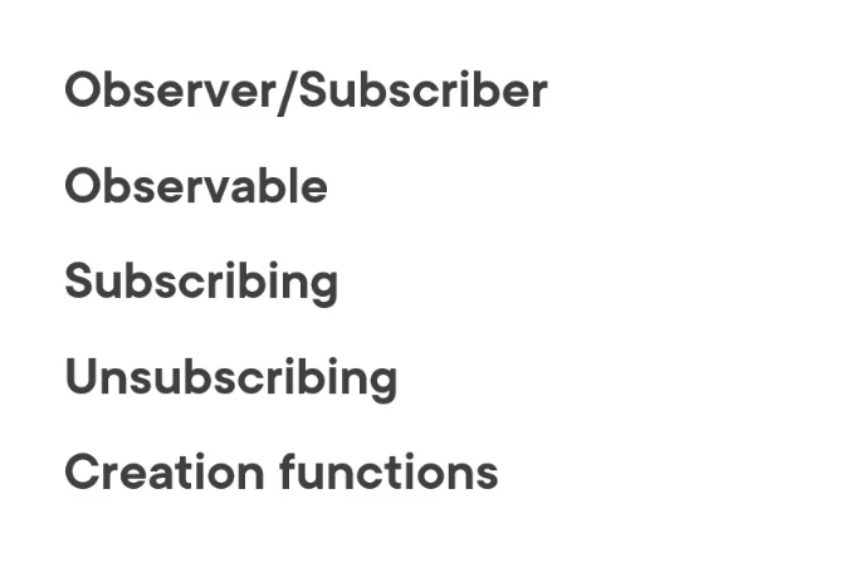 Observer/Subscriber
Observable
Subscribing
Unsubscribing
Creation functions